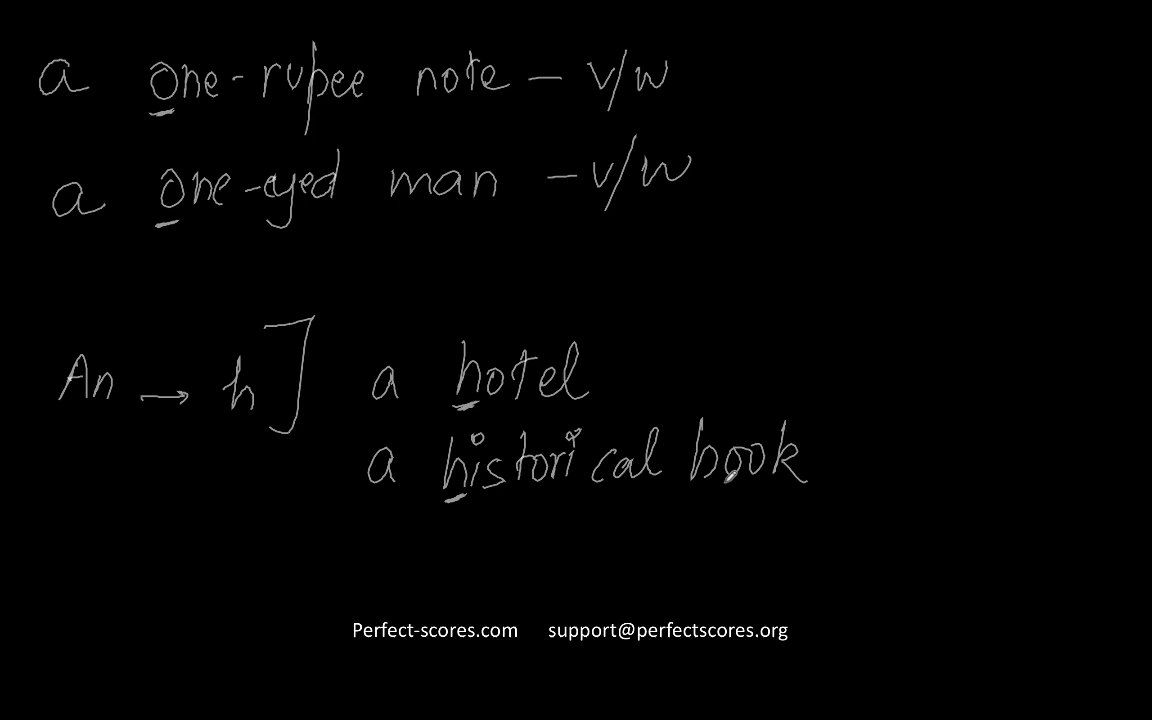 a one-rupee note - v/w
a one-eyed man - v/w
An → h] a hotel
a historical book
Perfect-scores.com support@perfectscores.org